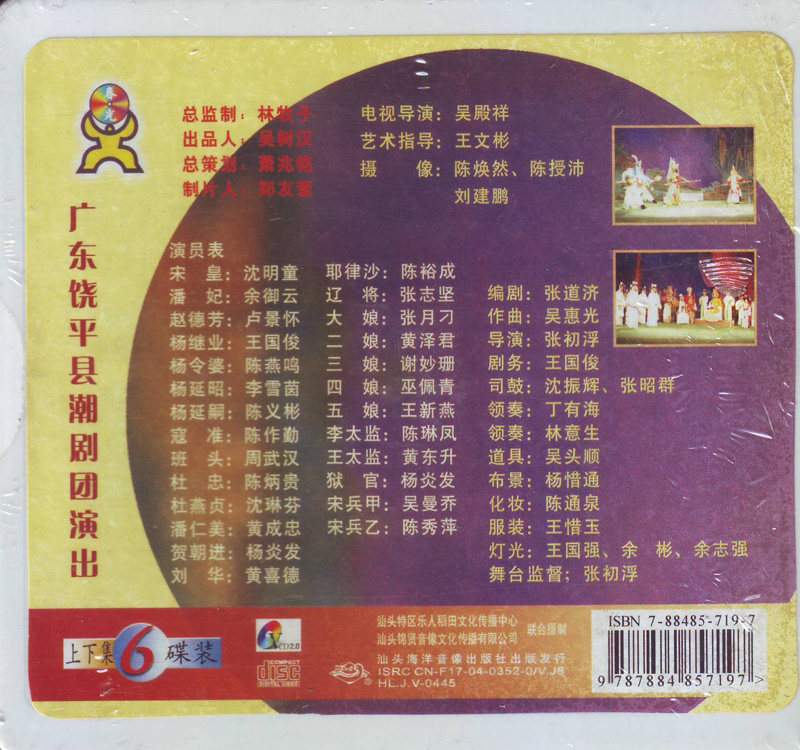 春光
总监制：林牧子
出品人：吴树汉
总策划：萧兆铭
制片人：郑友董
电视导演：吴殿祥
艺术指导：王文彬
摄 像：陈焕然、陈授沛
刘建鹏
广东饶平县潮剧团演出
演员表
宋 皇：沈明童
潘 妃：余御云
赵德芳：卢景怀
杨继业：王国俊
杨令婆：陈燕鸣
杨延昭：李雪茵
杨延嗣：陈义彬
寇 准：陈作勤
班 头：周武汉
杜 忠：陈炳贵
杜燕贞：沈琳芬
潘仁美：黄成忠
贺朝进：杨炎发
刘 华：黄喜德
耶律沙：陈裕成
辽 将：张志坚
大 娘：张月刁
二 娘：黄泽君
三 娘：谢妙珊
四 娘：巫佩青
五 娘：王新燕
李太监：陈琳凤
王太监：黄东升
狱 官：杨炎发
宋兵甲：吴曼乔
宋兵乙：陈秀萍
编剧：张道济
作曲：吴惠光
导演：张初浮
剧务：王国俊
司鼓：沈振辉、张昭群
领奏：丁有海
领奏：林意生
道具：吴头顺
布景：杨惜通
化妆：陈通泉
服装：王惜玉
灯光：王国强、余 彬、余志强
舞台监督；张初浮
上下集6碟装
VCD2.0
COMPACT
disc
DIGITAL VIDEO
汕头特区乐人稻田文化传播中心
汕头锦贤音像文化传播有限公司
联合摄制
汕头海洋音像出版社出版发行
ISRC CN-F17-04-0352-0/V.J8
HL.J.V-0445
ISBN 7-88485-719-7
9 787884 857197 >